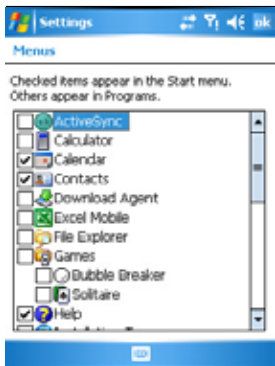 Settings
ok
Menus
Checked items appear in the Start menu.
Others appear in Programs.
ActiveSync
Calculator
Calendar
Contacts
Download Agent
Excel Mobile
File Explorer
Games
Bubble Breaker
Solitaire
Help